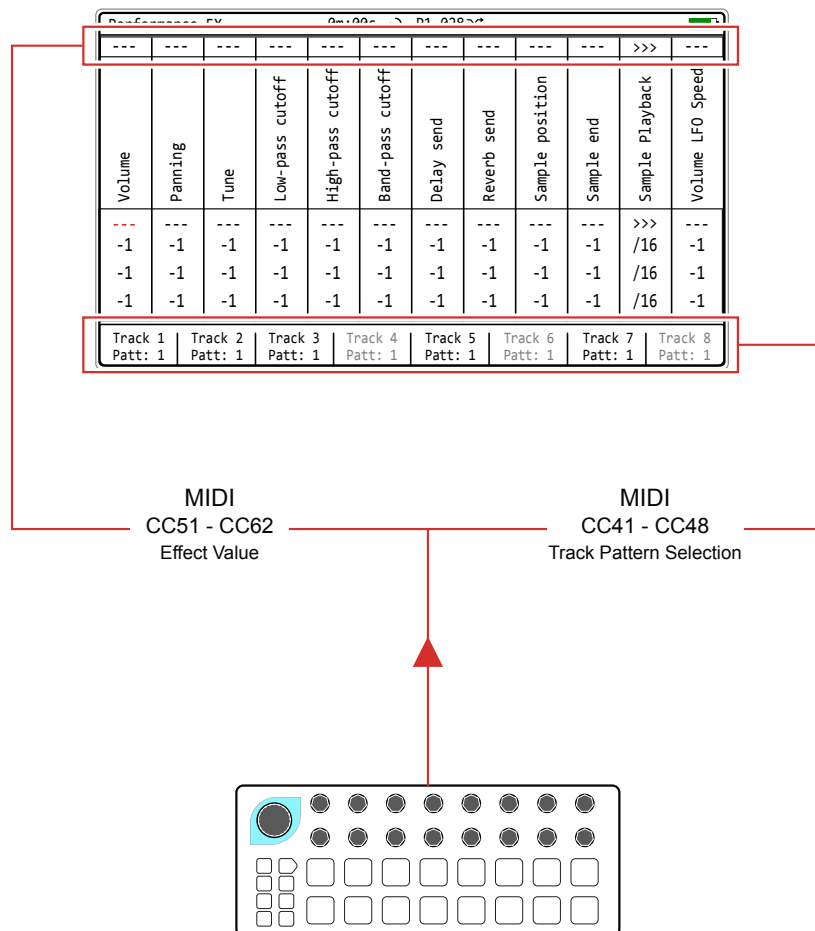 --- --- --- --- --- --- --- --- --- --- >>> ---
Volume
Panning
Tune
Low-pass cutoff
High-pass cutoff
Band-pass cutoff
Delay send
Reverb send
Sample position
Sample end
Sample Playback
Volume LFO Speed
--- --- --- --- --- --- --- --- --- --- >>> ---
-1 -1 -1 -1 -1 -1 -1 -1 -1 -1 /16 -1
-1 -1 -1 -1 -1 -1 -1 -1 -1 -1 /16 -1
-1 -1 -1 -1 -1 -1 -1 -1 -1 -1 /16 -1
Track 1 Track 2 Track 3 Track 4 Track 5 Track 6 Track 7 Track 8
Patt: 1 Patt: 1 Patt: 1 Patt: 1 Patt: 1 Patt: 1 Patt: 1 Patt: 1
MIDI
CC51 - CC62
Effect Value
MIDI
CC41 - CC48
Track Pattern Selection